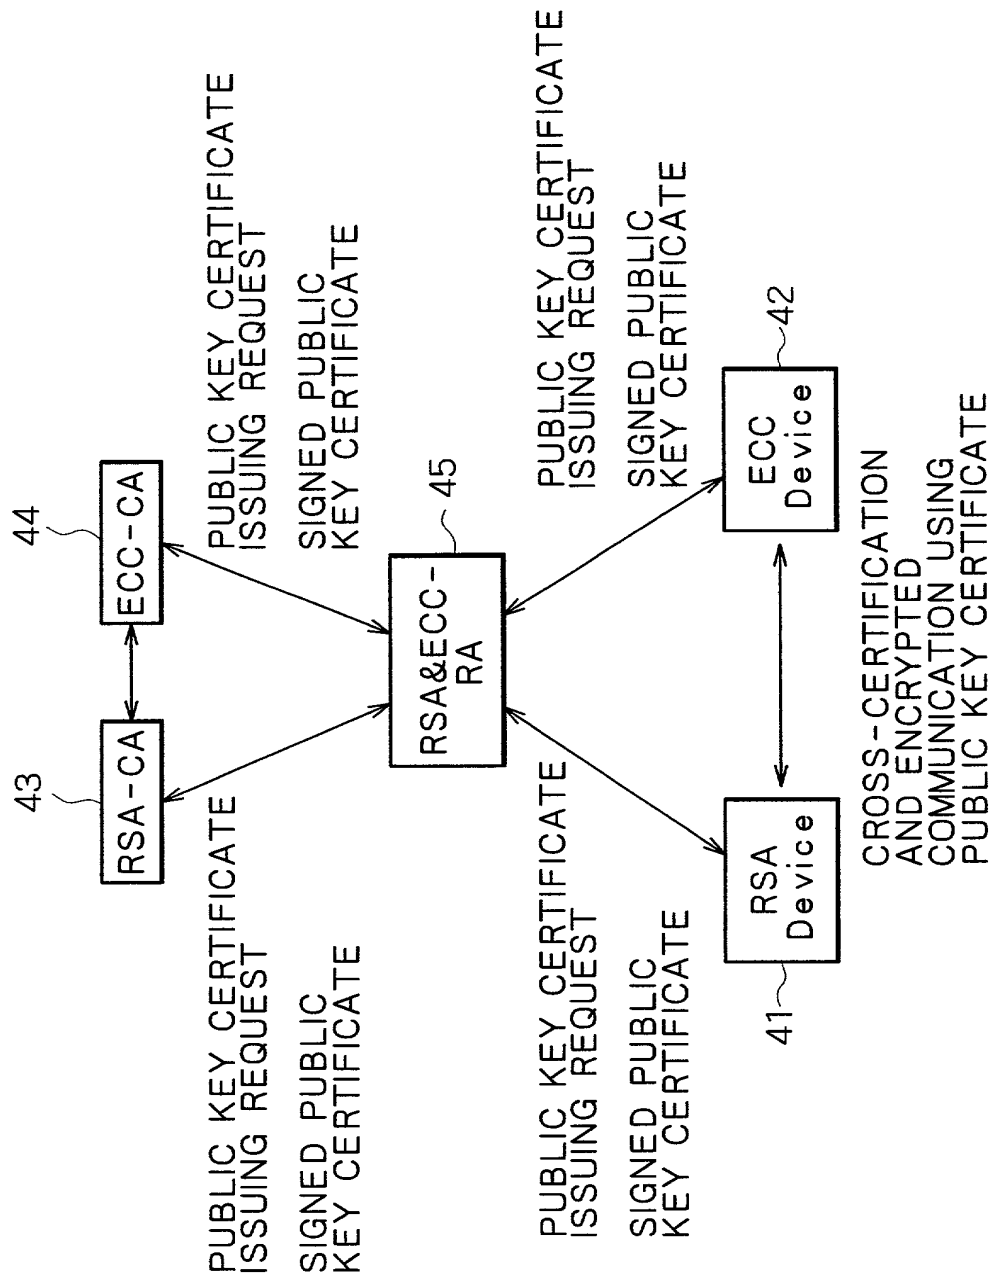 43
44
RSA-CA
ECC-CA
PUBLIC KEY CERTIFICATE
ISSUING REQUEST
SIGNED PUBLIC
KEY CERTIFICATE
PUBLIC KEY CERTIFICATE
ISSUING REQUEST
SIGNED PUBLIC
KEY CERTIFICATE
RSA&ECC-
RA
45
PUBLIC KEY CERTIFICATE
ISSUING REQUEST
SIGNED PUBLIC
KEY CERTIFICATE
PUBLIC KEY CERTIFICATE
ISSUING REQUEST
SIGNED PUBLIC
KEY CERTIFICATE
41
RSA
Device
ECC
Device
42
CROSS-CERTIFICATION
AND ENCRYPTED
COMMUNICATION USING
PUBLIC KEY CERTIFICATE